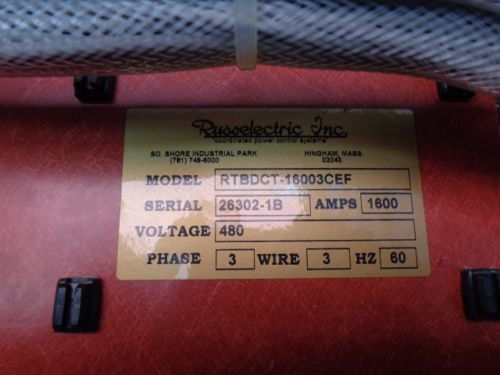 Russelectric Inc.
"coordinated power control systems"
SO. SHORE INDUSTRIAL PARK HINGHAM, MASS.
(781) 749-6000 02043
MODEL RTBDCT-16003CEF
SERIAL 26302-1B AMPS 1600
VOLTAGE 480
PHASE 3 WIRE 3 HZ 60